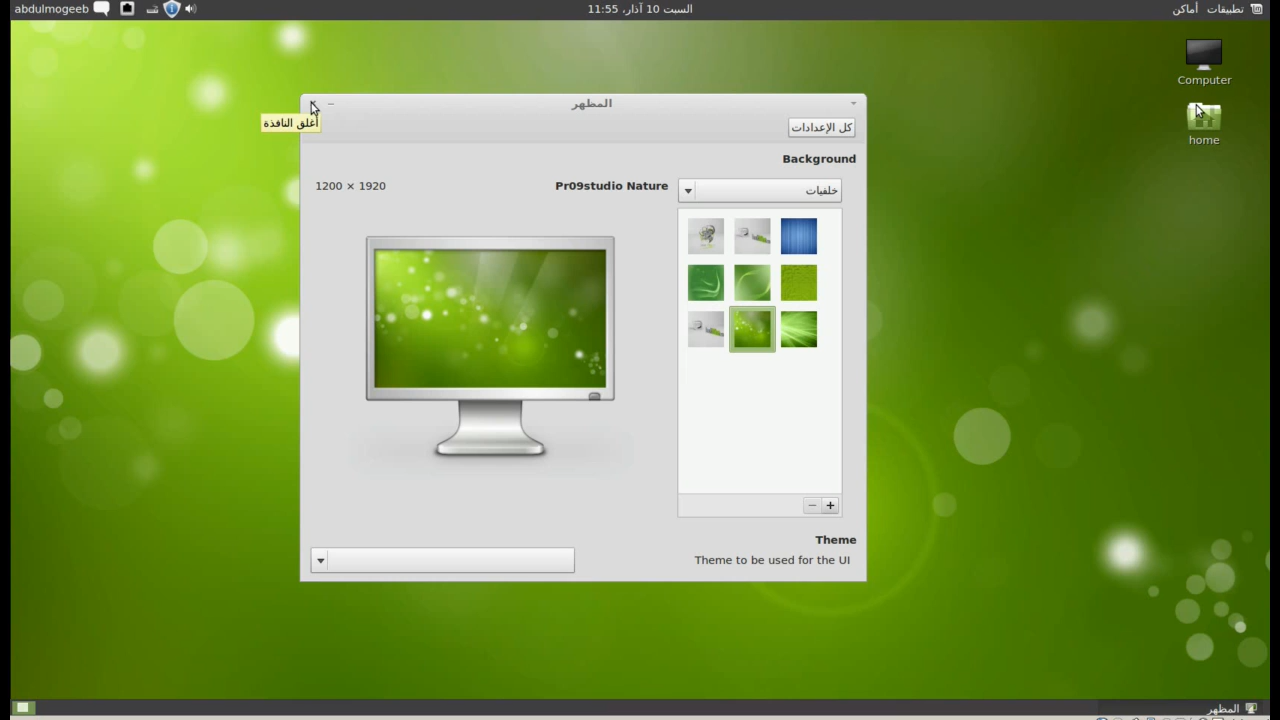 تطبيقات أماكن
السبت 10 آذار، 11:55
abdulmogeeb
Computer
home
المظهر
أغلق النافذة
كل الإعدادات
Background
خلفيات
Pr09studio Nature
1200 × 1920
Theme
Theme to be used for the UI
المظهر